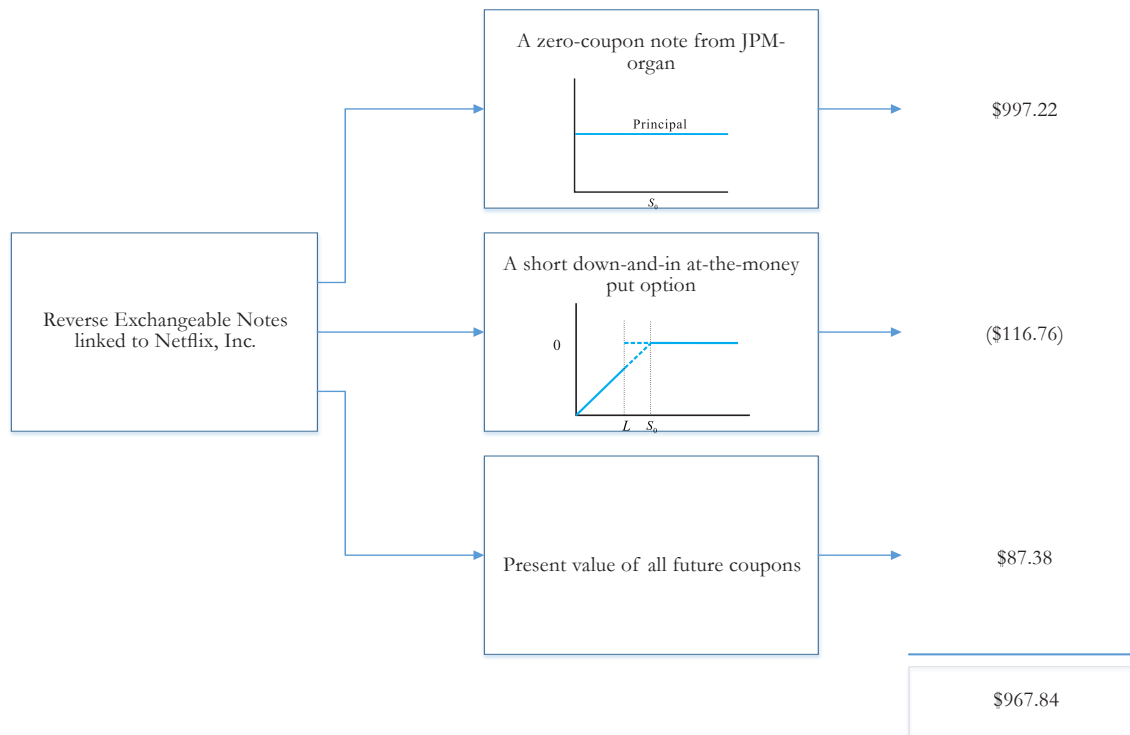 A zero-coupon note from JPM-
organ
Principal
S₀
$997.22
Reverse Exchangeable Notes
linked to Netflix, Inc.
A short down-and-in at-the-money
put option
0
L S₀
($116.76)
Present value of all future coupons
$87.38
$967.84